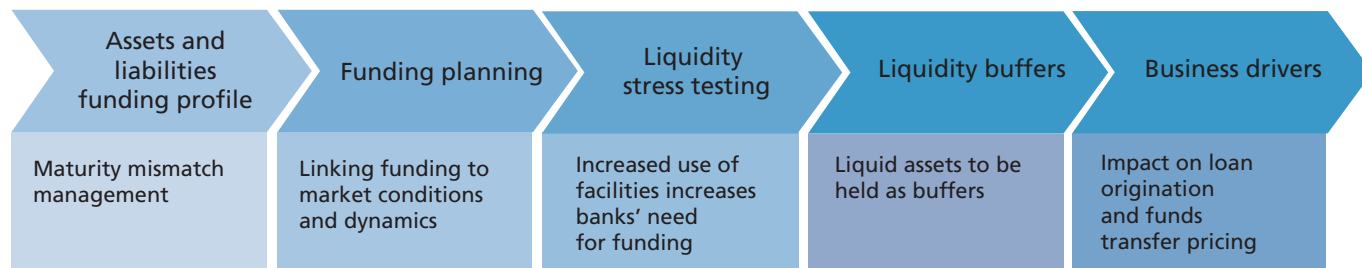 Assets and
liabilities
funding profile
Funding planning
Liquidity
stress testing
Liquidity buffers
Business drivers
Maturity mismatch
management
Linking funding to
market conditions
and dynamics
Increased use of
facilities increases
banks’ need
for funding
Liquid assets to be
held as buffers
Impact on loan
origination
and funds
transfer pricing